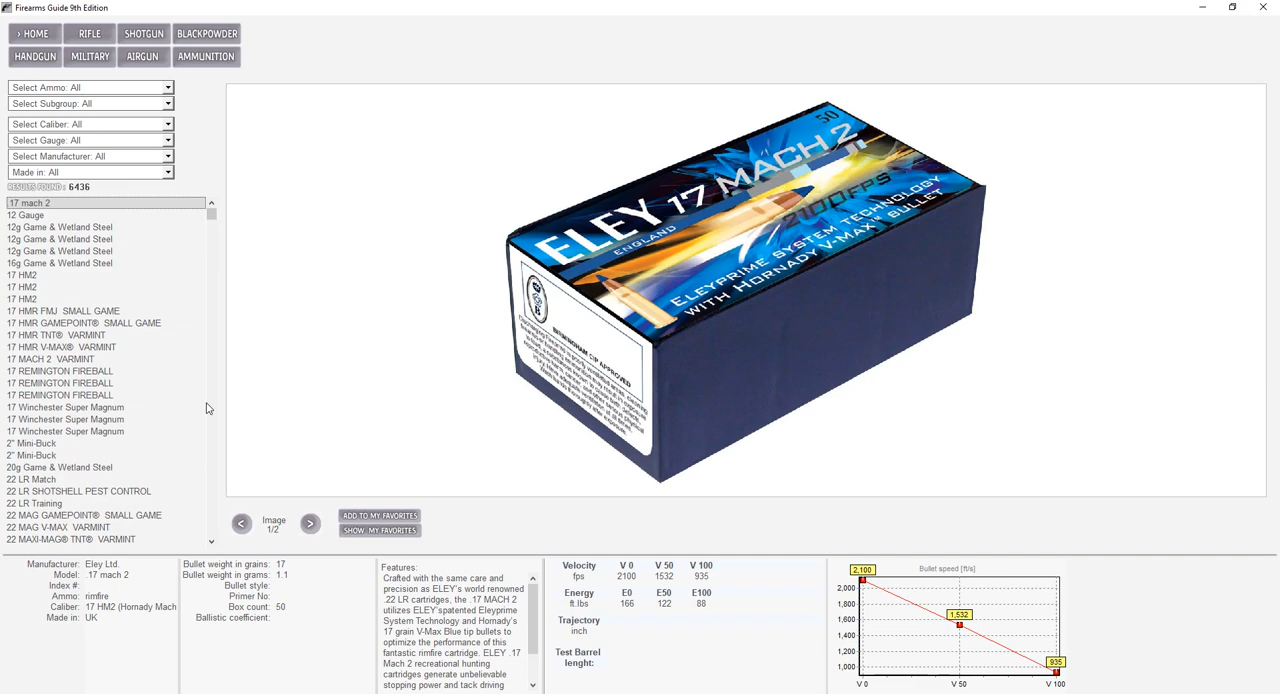 Firearms Guide 9th Edition
› HOME RIFLE SHOTGUN BLACKPOWDER
HANDGUN MILITARY AIRGUN AMMUNITION
Select Ammo: All
Select Subgroup: All
Select Caliber: All
Select Gauge: All
Select Manufacturer: All
Made in: All
RESULTS FOUND: 6436
17 mach 2
12 Gauge
12g Game & Wetland Steel
12g Game & Wetland Steel
12g Game & Wetland Steel
16g Game & Wetland Steel
17 HM2
17 HM2
17 HM2
17 HMR FMJ SMALL GAME
17 HMR GAMEPOINT® SMALL GAME
17 HMR TNT® VARMINT
17 HMR V-MAX® VARMINT
17 MACH 2 VARMINT
17 REMINGTON FIREBALL
17 REMINGTON FIREBALL
17 REMINGTON FIREBALL
17 Winchester Super Magnum
17 Winchester Super Magnum
17 Winchester Super Magnum
2" Mini-Buck
2" Mini-Buck
20g Game & Wetland Steel
22 LR Match
22 LR SHOTSHELL PEST CONTROL
22 LR Training
22 MAG GAMEPOINT® SMALL GAME
22 MAG V-MAX VARMINT
22 MAXI-MAG® TNT® VARMINT
50
ELEY 17 MACH 2
ENGLAND
2100FPS
ELEYPRIME SYSTEM TECHNOLOGY
WITH HORNADY V-MAX™ BULLET
BIRMINGHAM CIP APPROVED
< Image 1/2 >
ADD TO MY FAVORITES
SHOW MY FAVORITES
Manufacturer: Eley Ltd.
Model: .17 mach 2
Index #:
Ammo: rimfire
Caliber: 17 HM2 (Hornady Mach
Made in: UK
Bullet weight in grains: 17
Bullet weight in grams: 1.1
Bullet style:
Primer No:
Box count: 50
Ballistic coefficient:
Features:
Crafted with the same care and
precision as ELEY's world renowned
.22 LR cartridges, the .17 MACH 2
utilizes ELEY'spatented Eleyprime
System Technology and Hornady's
17 grain V-Max Blue tip bullets to
optimize the performance of this
fantastic rimfire cartridge. ELEY .17
Mach 2 recreational hunting
cartridges generate unbelievable
stopping power and tack driving
Velocity V 0 V 50 V 100
fps 2100 1532 935
Energy E0 E50 E100
ft.lbs 166 122 88
Trajectory
inch
Test Barrel
lenght:
Bullet speed [ft/s]
2,100
1,532
935
2,000
1,800
1,600
1,400
1,200
1,000
V 0 V 50 V 100